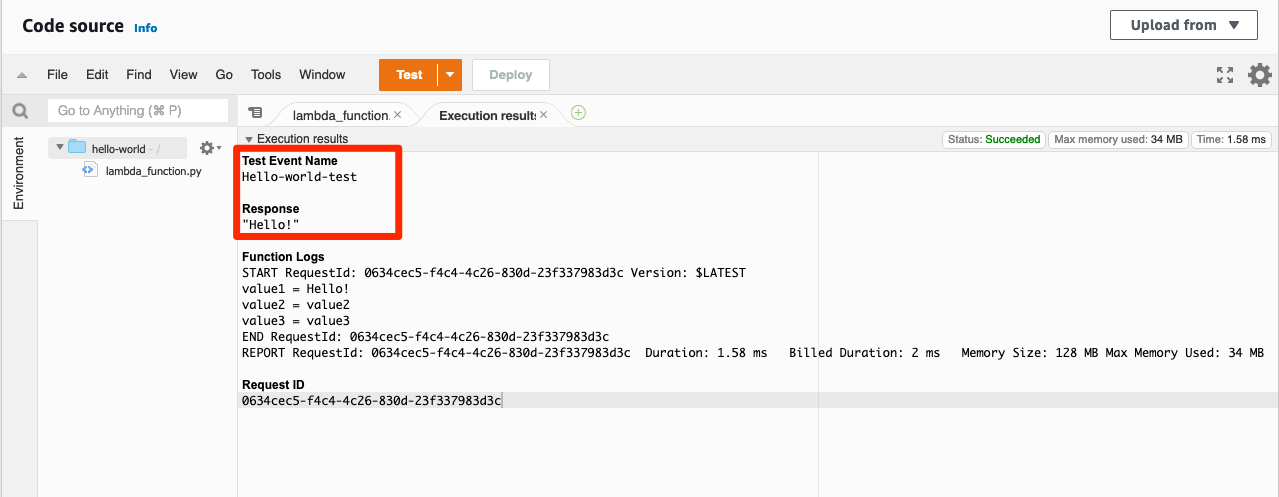 Code source Info
Upload from
File Edit Find View Go Tools Window Test Deploy
Go to Anything (⌘ P)
lambda_function.
Execution results
Environment
hello-world - /
lambda_function.py
Execution results
Status: Succeeded
Max memory used: 34 MB
Time: 1.58 ms
Test Event Name
Hello-world-test
Response
"Hello!"
Function Logs
START RequestId: 0634cec5-f4c4-4c26-830d-23f337983d3c Version: $LATEST
value1 = Hello!
value2 = value2
value3 = value3
END RequestId: 0634cec5-f4c4-4c26-830d-23f337983d3c
REPORT RequestId: 0634cec5-f4c4-4c26-830d-23f337983d3c Duration: 1.58 ms Billed Duration: 2 ms Memory Size: 128 MB Max Memory Used: 34 MB
Request ID
0634cec5-f4c4-4c26-830d-23f337983d3c